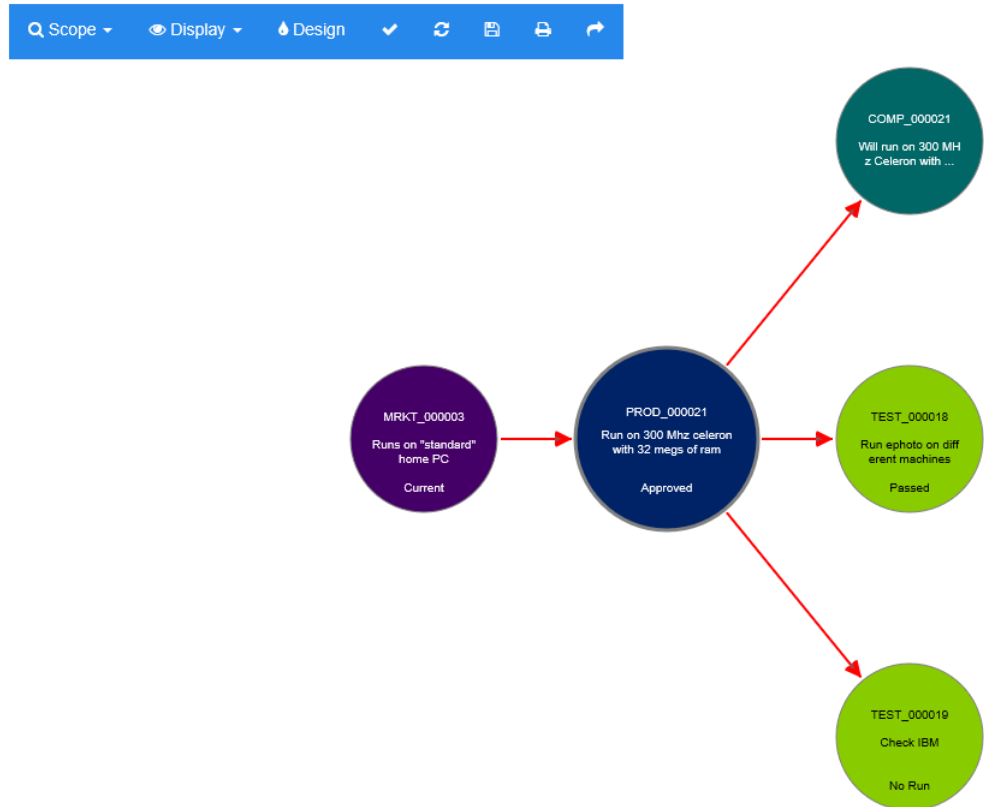 Scope Display Design
COMP_000021
Will run on 300 MH
z Celeron with ...
MRKT_000003
Runs on "standard"
home PC
Current
PROD_000021
Run on 300 Mhz celeron
with 32 megs of ram
Approved
TEST_000018
Run ephoto on diff
erent machines
Passed
TEST_000019
Check IBM
No Run